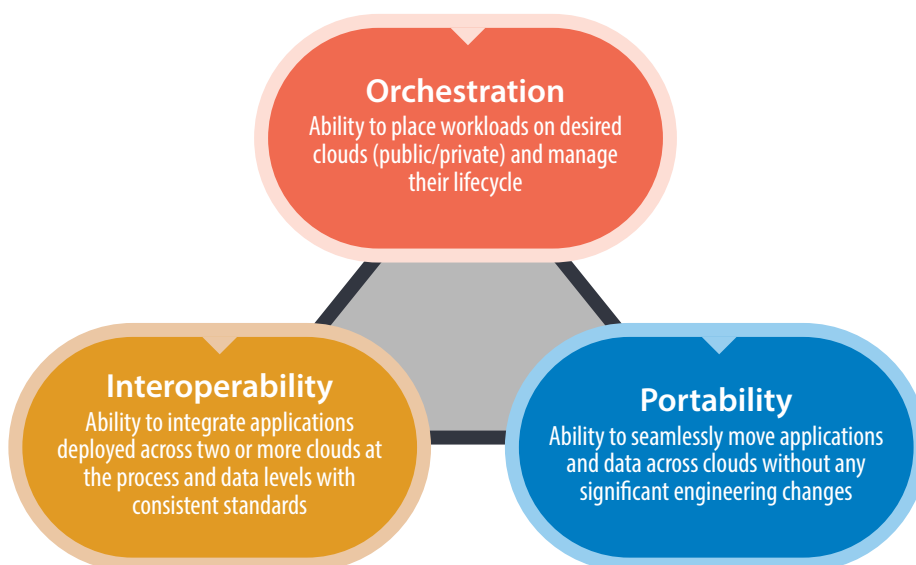 Orchestration
Ability to place workloads on desired
clouds (public/private) and manage
their lifecycle
Interoperability
Ability to integrate applications
deployed across two or more clouds at
the process and data levels with
consistent standards
Portability
Ability to seamlessly move applications
and data across clouds without any
significant engineering changes